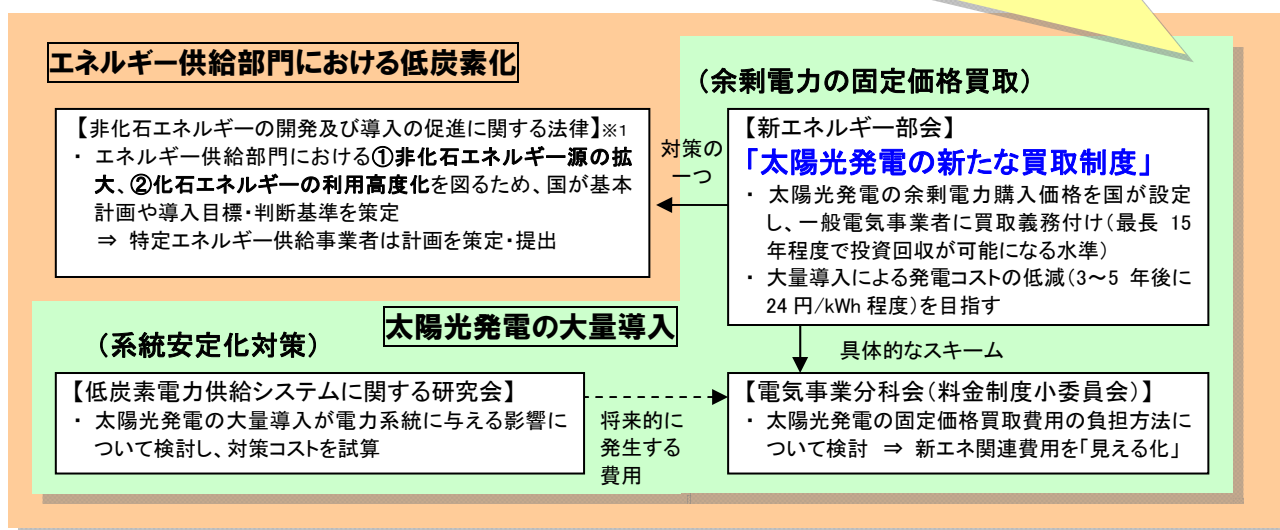 エネルギー供給部門における低炭素化
【非化石エネルギーの開発及び導入の促進に関する法律】※1
・ エネルギー供給部門における①非化石エネルギー源の拡
大、②化石エネルギーの利用高度化を図るため、国が基本
計画や導入目標・判断基準を策定
⇒ 特定エネルギー供給事業者は計画を策定・提出
対策の
一つ
（余剰電力の固定価格買取）
【新エネルギー部会】
「太陽光発電の新たな買取制度」
・ 太陽光発電の余剰電力購入価格を国が設定
し、一般電気事業者に買取義務付け（最長 15
年程度で投資回収が可能になる水準）
・ 大量導入による発電コストの低減（3～5 年後に
24 円/kWh 程度）を目指す
太陽光発電の大量導入
（系統安定化対策）
具体的なスキーム
【低炭素電力供給システムに関する研究会】
・ 太陽光発電の大量導入が電力系統に与える影響に
ついて検討し、対策コストを試算
将来的に
発生する
費用
【電気事業分科会（料金制度小委員会）】
・ 太陽光発電の固定価格買取費用の負担方法に
ついて検討 ⇒ 新エネ関連費用を「見える化」